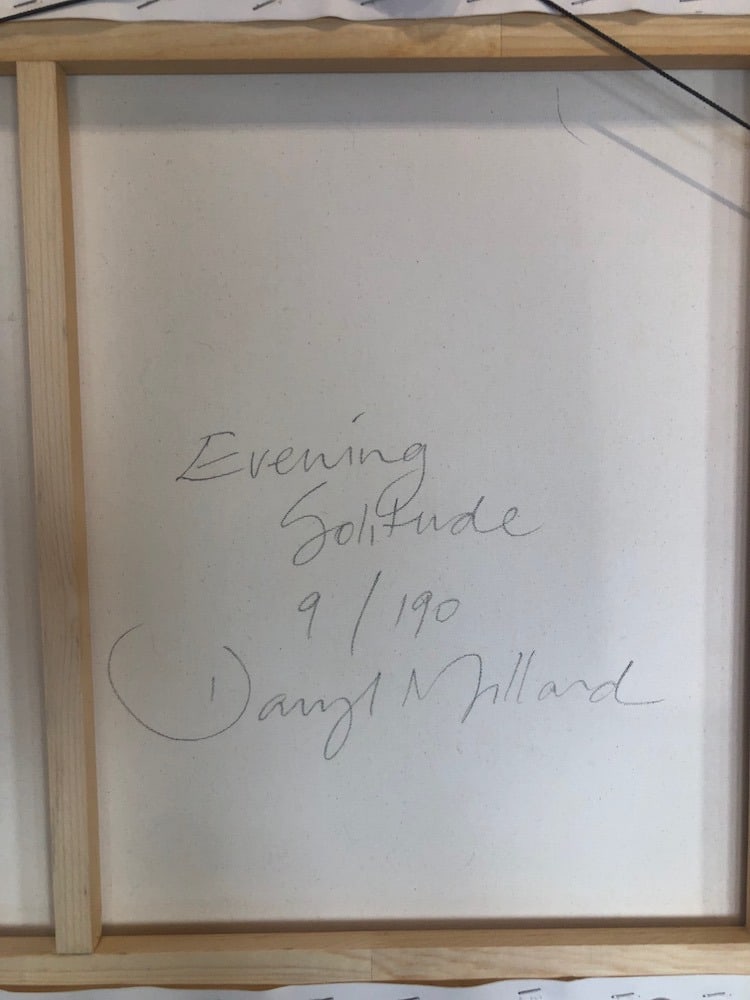 Evening
Solitude
9/190
Daryl Millard